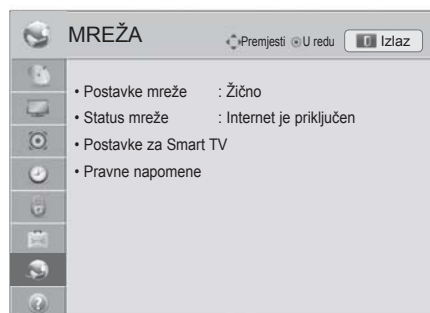 MREŽA
Premjesti U redu Izlaz
• Postavke mreže : Žično
• Status mreže : Internet je priključen
• Postavke za Smart TV
• Pravne napomene